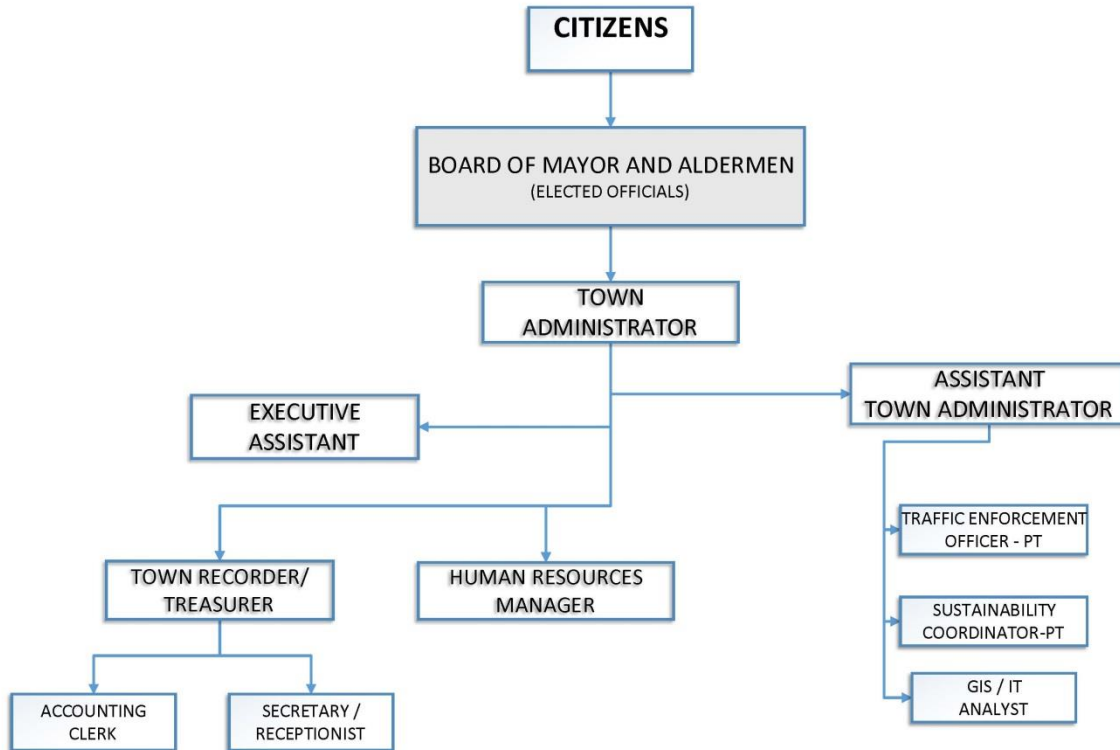 CITIZENS
BOARD OF MAYOR AND ALDERMEN
(ELECTED OFFICIALS)
TOWN
ADMINISTRATOR
ASSISTANT
TOWN ADMINISTRATOR
EXECUTIVE
ASSISTANT
TRAFFIC ENFORCEMENT
OFFICER - PT
TOWN RECORDER/
TREASURER
HUMAN RESOURCES
MANAGER
SUSTAINABILITY
COORDINATOR-PT
GIS / IT
ANALYST
ACCOUNTING
CLERK
SECRETARY /
RECEPTIONIST